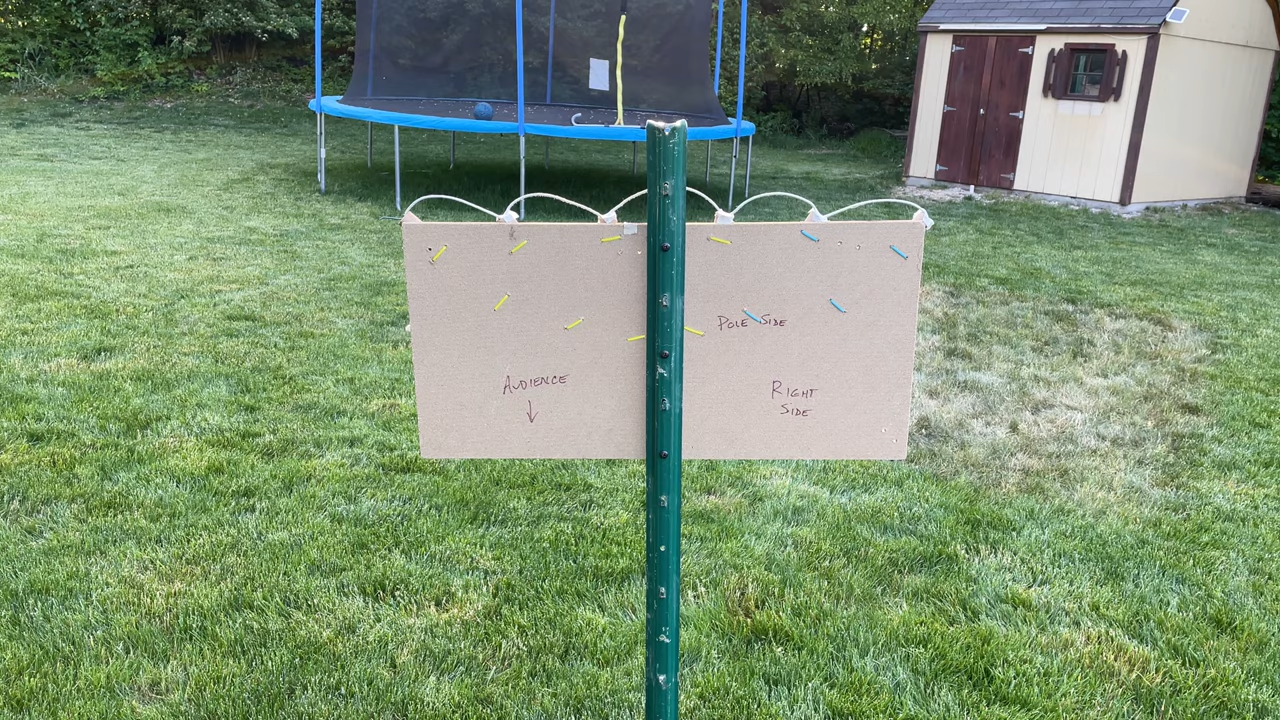 POLE SIDE
AUDIENCE
↓
RIGHT
SIDE